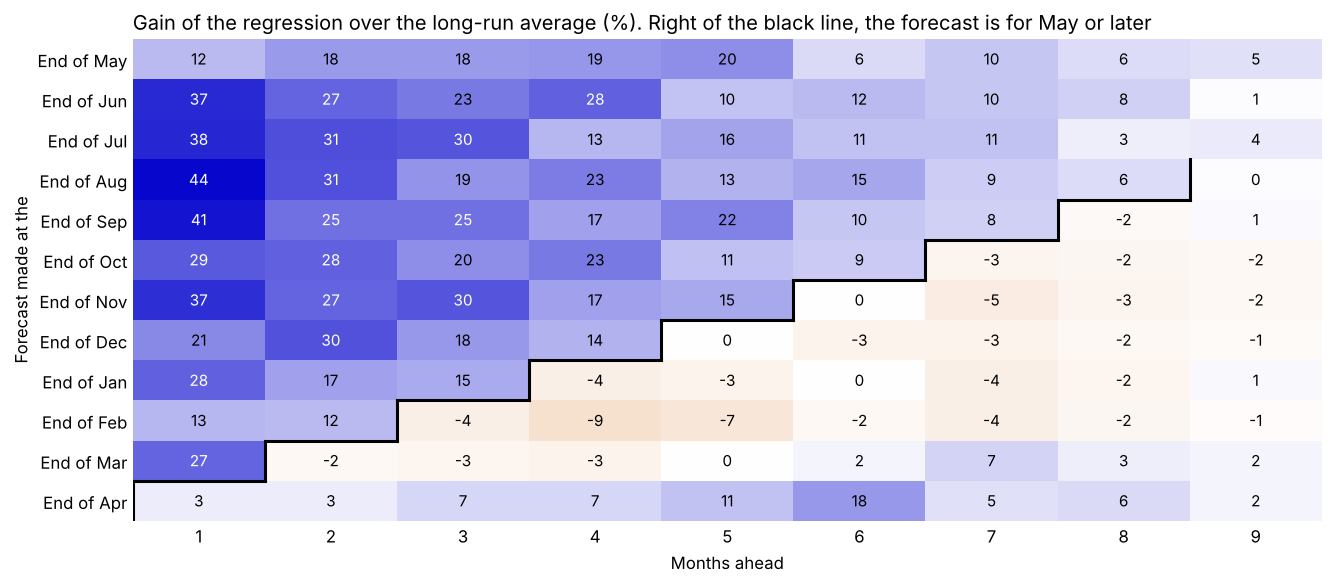 Gain of the regression over the long-run average (%). Right of the black line, the forecast is for May or later
Forecast made at the
End of May 12 18 18 19 20 6 10 6 5
End of Jun 37 27 23 28 10 12 10 8 1
End of Jul 38 31 30 13 16 11 11 3 4
End of Aug 44 31 19 23 13 15 9 6 0
End of Sep 41 25 25 17 22 10 8 -2 1
End of Oct 29 28 20 23 11 9 -3 -2 -2
End of Nov 37 27 30 17 15 0 -5 -3 -2
End of Dec 21 30 18 14 0 -3 -3 -2 -1
End of Jan 28 17 15 -4 -3 0 -4 -2 1
End of Feb 13 12 -4 -9 -7 -2 -4 -2 -1
End of Mar 27 -2 -3 -3 0 2 7 3 2
End of Apr 3 3 7 7 11 18 5 6 2
1 2 3 4 5 6 7 8 9
Months ahead